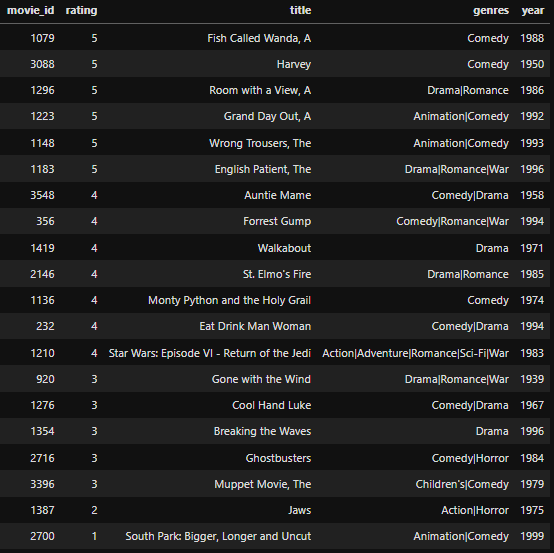 movie_id rating title genres year
1079 5 Fish Called Wanda, A Comedy 1988
3088 5 Harvey Comedy 1950
1296 5 Room with a View, A Drama|Romance 1986
1223 5 Grand Day Out, A Animation|Comedy 1992
1148 5 Wrong Trousers, The Animation|Comedy 1993
1183 5 English Patient, The Drama|Romance|War 1996
3548 4 Auntie Mame Comedy|Drama 1958
356 4 Forrest Gump Comedy|Romance|War 1994
1419 4 Walkabout Drama 1971
2146 4 St. Elmo's Fire Drama|Romance 1985
1136 4 Monty Python and the Holy Grail Comedy 1974
232 4 Eat Drink Man Woman Comedy|Drama 1994
1210 4 Star Wars: Episode VI - Return of the Jedi Action|Adventure|Romance|Sci-Fi|War 1983
920 3 Gone with the Wind Drama|Romance|War 1939
1276 3 Cool Hand Luke Comedy|Drama 1967
1354 3 Breaking the Waves Drama 1996
2716 3 Ghostbusters Comedy|Horror 1984
3396 3 Muppet Movie, The Children's|Comedy 1979
1387 2 Jaws Action|Horror 1975
2700 1 South Park: Bigger, Longer and Uncut Animation|Comedy 1999